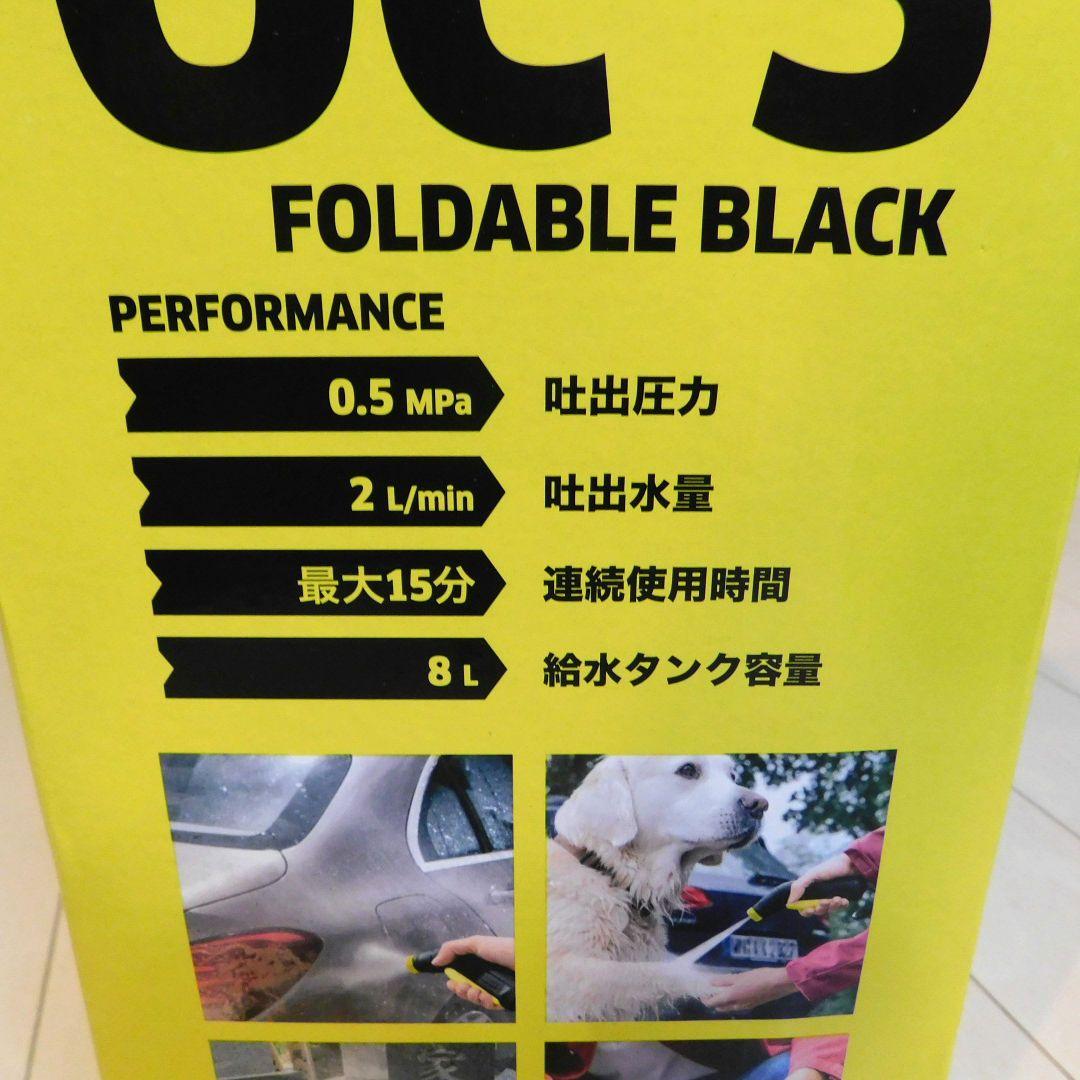 FOLDABLE BLACK
PERFORMANCE
0.5 MPa 吐出圧力
2 L/min 吐出水量
最大15分 連続使用時間
8 L 給水タンク容量
家